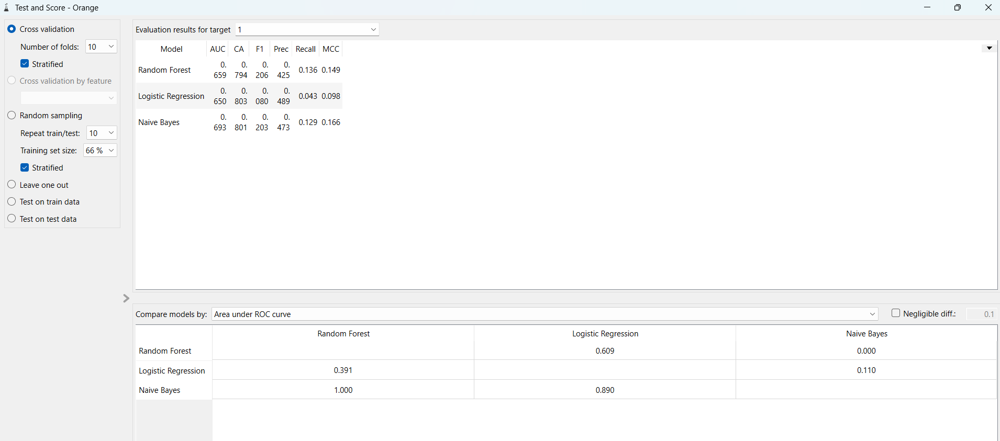 Test and Score - Orange
Cross validation
Number of folds: 10
Stratified
Cross validation by feature
Random sampling
Repeat train/test: 10
Training set size: 66 %
Stratified
Leave one out
Test on train data
Test on test data
Evaluation results for target 1
Model AUC CA F1 Prec Recall MCC
Random Forest 0.659 0.794 0.206 0.425 0.136 0.149
Logistic Regression 0.650 0.803 0.080 0.489 0.043 0.098
Naive Bayes 0.693 0.801 0.203 0.473 0.129 0.166
Compare models by: Area under ROC curve
Negligible diff.: 0.1
Random Forest Logistic Regression Naive Bayes
Random Forest 0.609 0.000
Logistic Regression 0.391 0.110
Naive Bayes 1.000 0.890